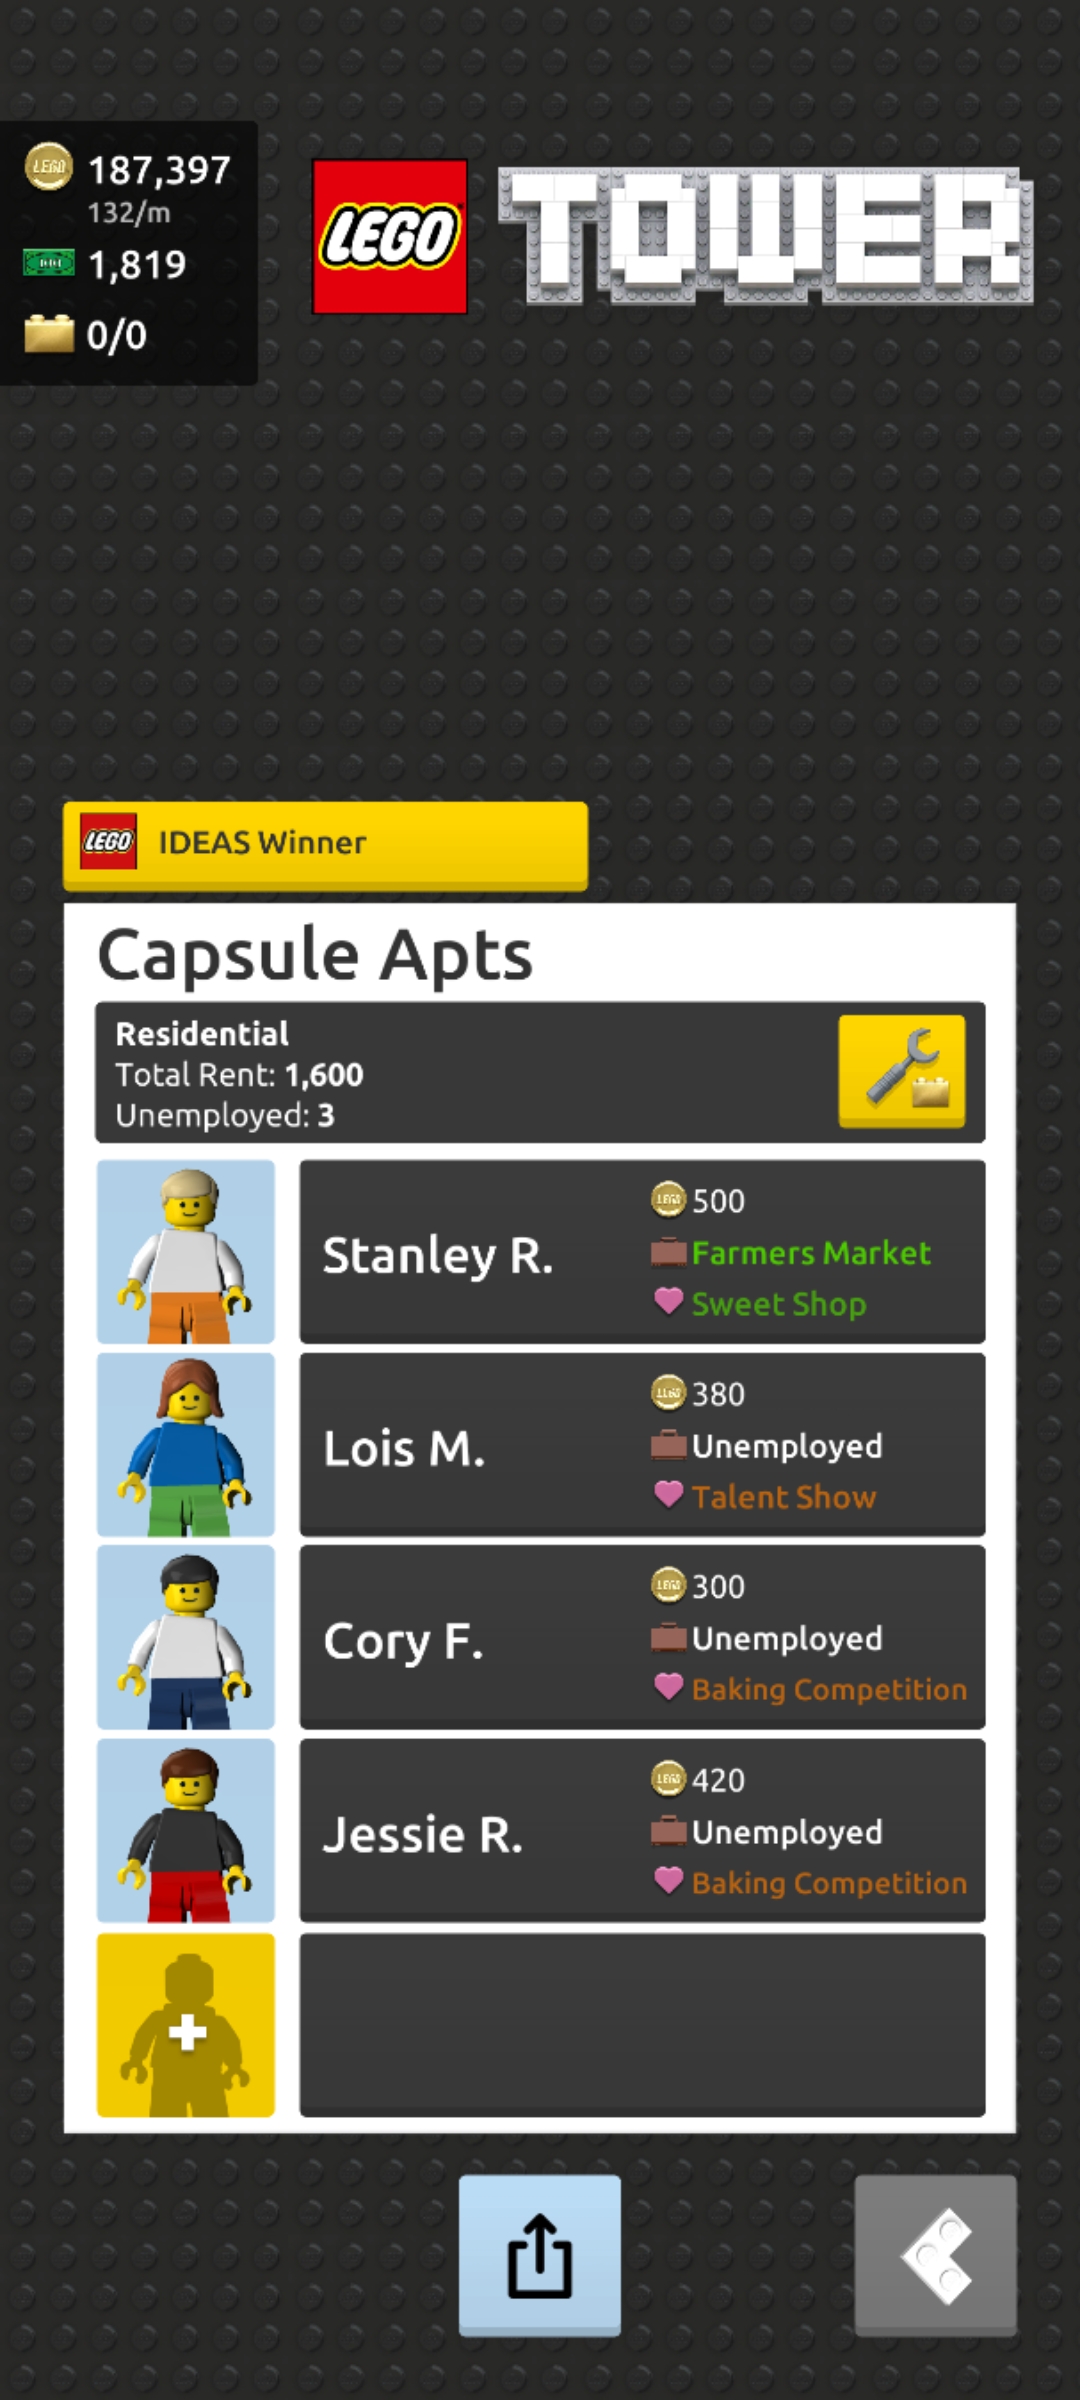 187,397
132/m
1,819
0/0
LEGO
TOWER
LEGO IDEAS Winner
Capsule Apts
Residential
Total Rent: 1,600
Unemployed: 3
Stanley R.
500
Farmers Market
Sweet Shop
Lois M.
380
Unemployed
Talent Show
Cory F.
300
Unemployed
Baking Competition
Jessie R.
420
Unemployed
Baking Competition